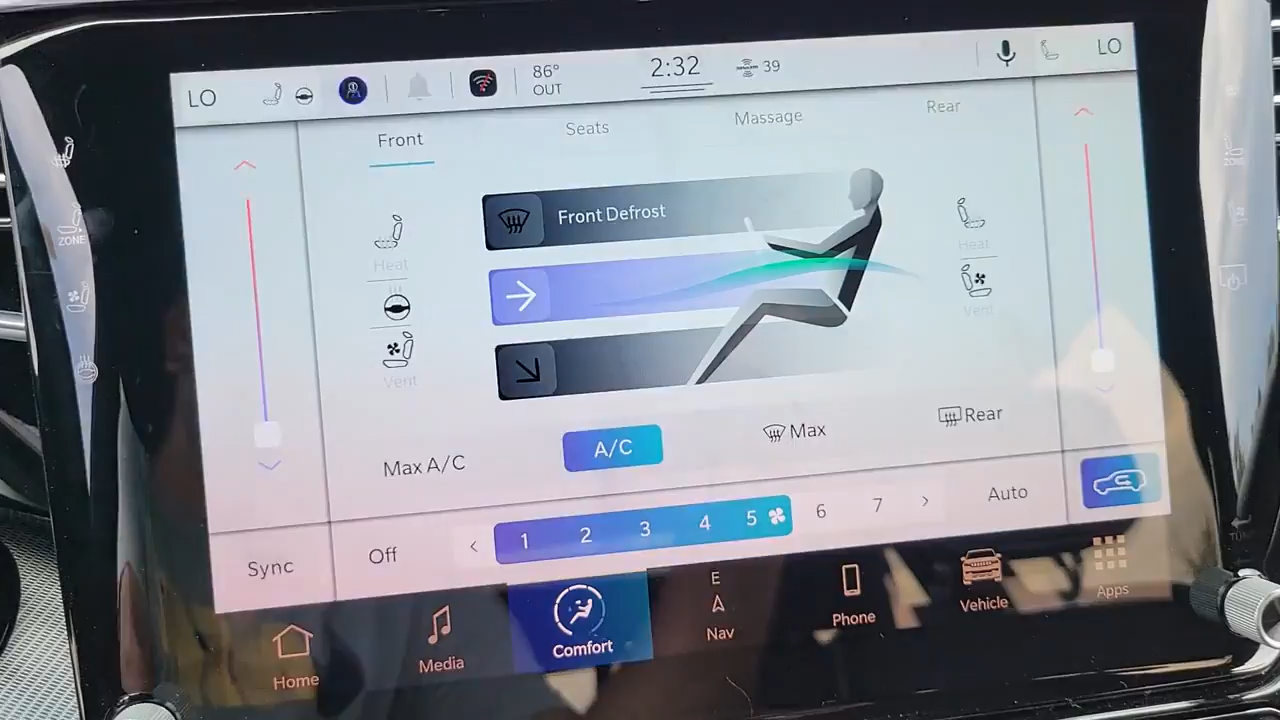 LO
86°
OUT
2:32
39
LO
Front
Seats
Massage
Rear
Front Defrost
Heat
Vent
Heat
Vent
Max A/C
A/C
Max
Rear
Sync
Off
< 1 2 3 4 5 6 7 >
Auto
Home
Media
Comfort
E
Nav
Phone
Vehicle
Apps
ZONE